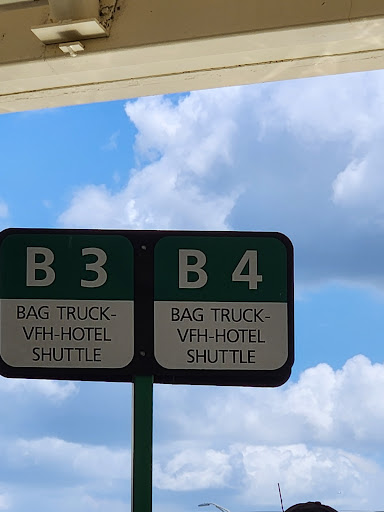 B 3
BAG TRUCK-
VFH-HOTEL
SHUTTLE
B 4
BAG TRUCK-
VFH-HOTEL
SHUTTLE